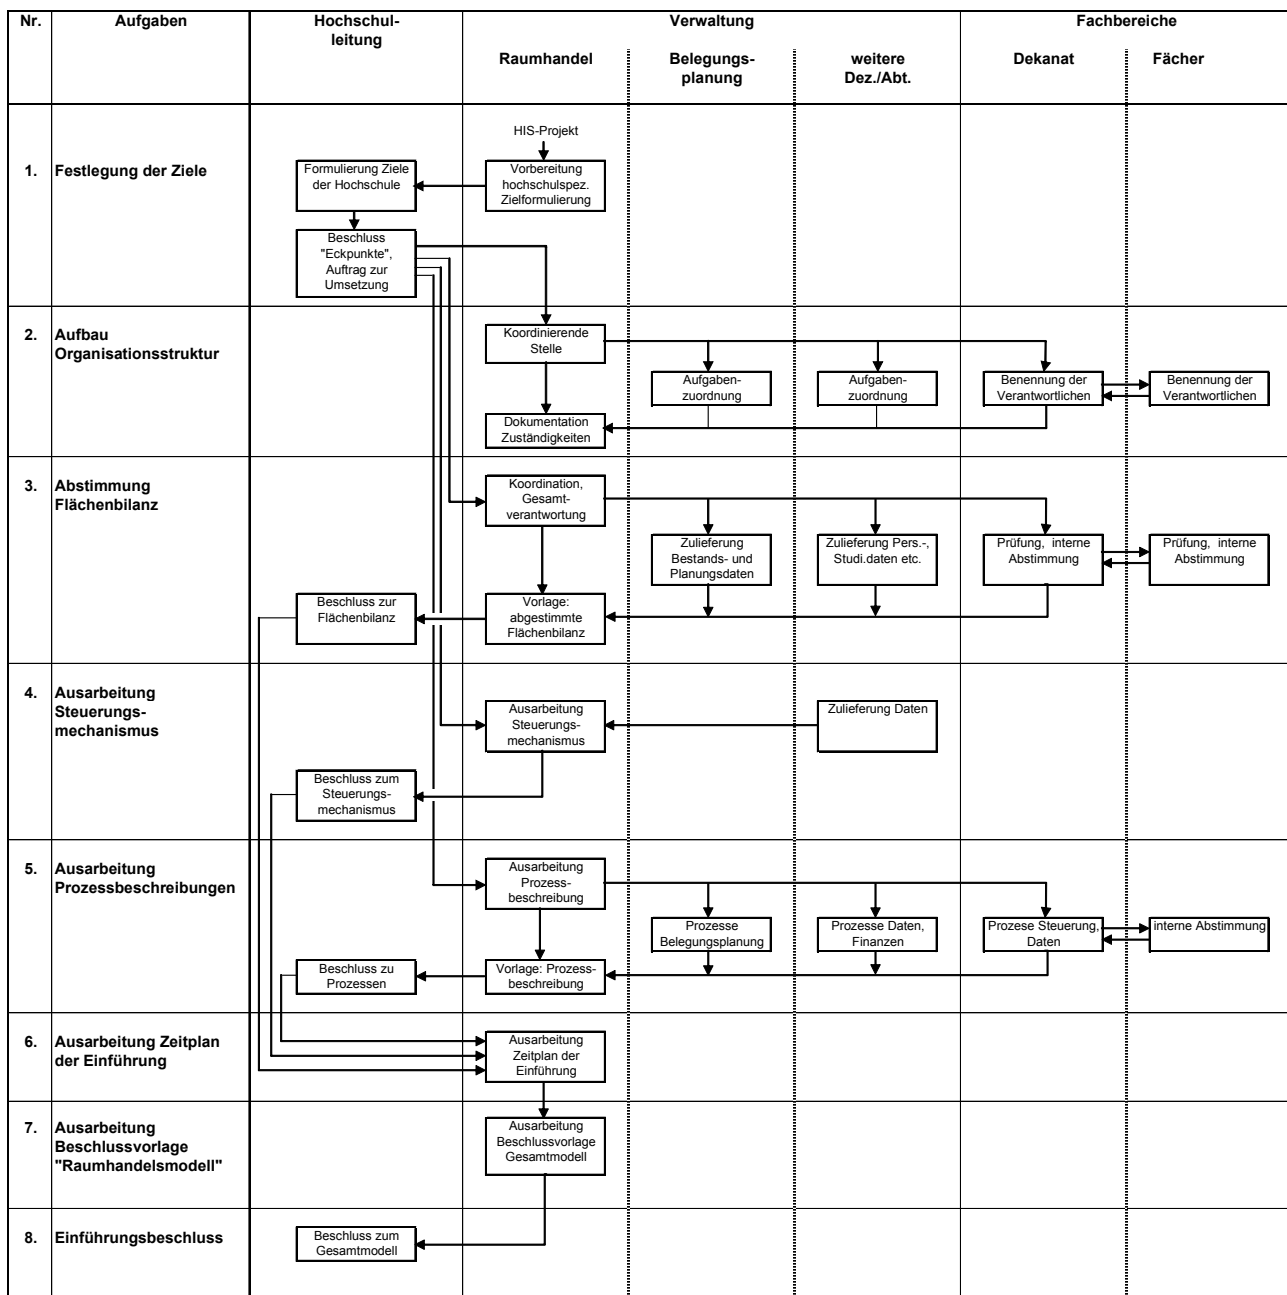 Nr.
Aufgaben
Hochschul-
leitung
Verwaltung
Fachbereiche
Raumhandel
Belegungs-
planung
weitere
Dez./Abt.
Dekanat
Fächer
HIS-Projekt
1.
Festlegung der Ziele
Formulierung Ziele
der Hochschule
Vorbereitung
hochschulspez.
Zielformulierung
Beschluss
"Eckpunkte",
Auftrag zur
Umsetzung
2.
Aufbau
Organisationsstruktur
Koordinierende
Stelle
Aufgaben-
zuordnung
Aufgaben-
zuordnung
Benennung der
Verantwortlichen
Benennung der
Verantwortlichen
Dokumentation
Zuständigkeiten
3.
Abstimmung
Flächenbilanz
Koordination,
Gesamt-
verantwortung
Zulieferung
Bestands- und
Planungsdaten
Zulieferung Pers.-,
Studi.daten etc.
Prüfung, interne
Abstimmung
Prüfung, interne
Abstimmung
Beschluss zur
Flächenbilanz
Vorlage:
abgestimmte
Flächenbilanz
4.
Ausarbeitung
Steuerungs-
mechanismus
Ausarbeitung
Steuerungs-
mechanismus
Zulieferung Daten
Beschluss zum
Steuerungs-
mechanismus
5.
Ausarbeitung
Prozessbeschreibungen
Ausarbeitung
Prozess-
beschreibung
Prozesse
Belegungsplanung
Prozesse Daten,
Finanzen
Prozese Steuerung,
Daten
interne Abstimmung
Beschluss zu
Prozessen
Vorlage: Prozess-
beschreibung
6.
Ausarbeitung Zeitplan
der Einführung
Ausarbeitung
Zeitplan der
Einführung
7.
Ausarbeitung
Beschlussvorlage
"Raumhandelsmodell"
Ausarbeitung
Beschlussvorlage
Gesamtmodell
8.
Einführungsbeschluss
Beschluss zum
Gesamtmodell